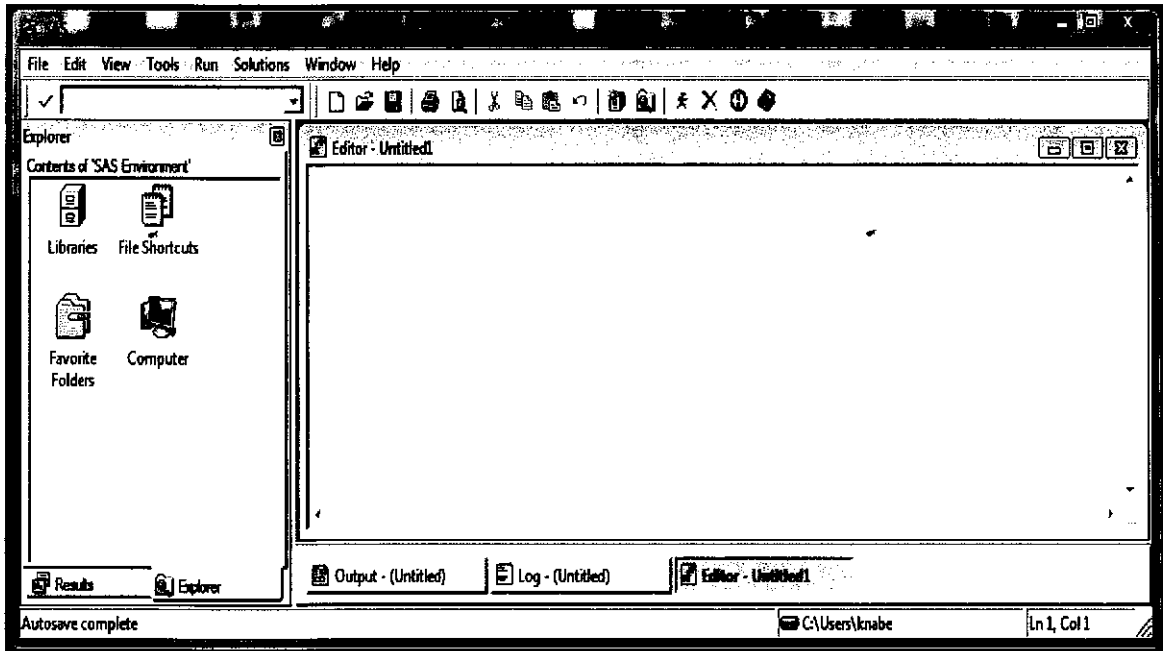 File Edit View Tools Run Solutions Window Help
Explorer
Contents of 'SAS Environment'
Libraries File Shortcuts
Favorite Folders Computer
Results Explorer
Editor - Untitled1
Output - (Untitled) Log - (Untitled) Editor - Untitled1
Autosave complete C:\Users\knabe Ln 1, Col 1